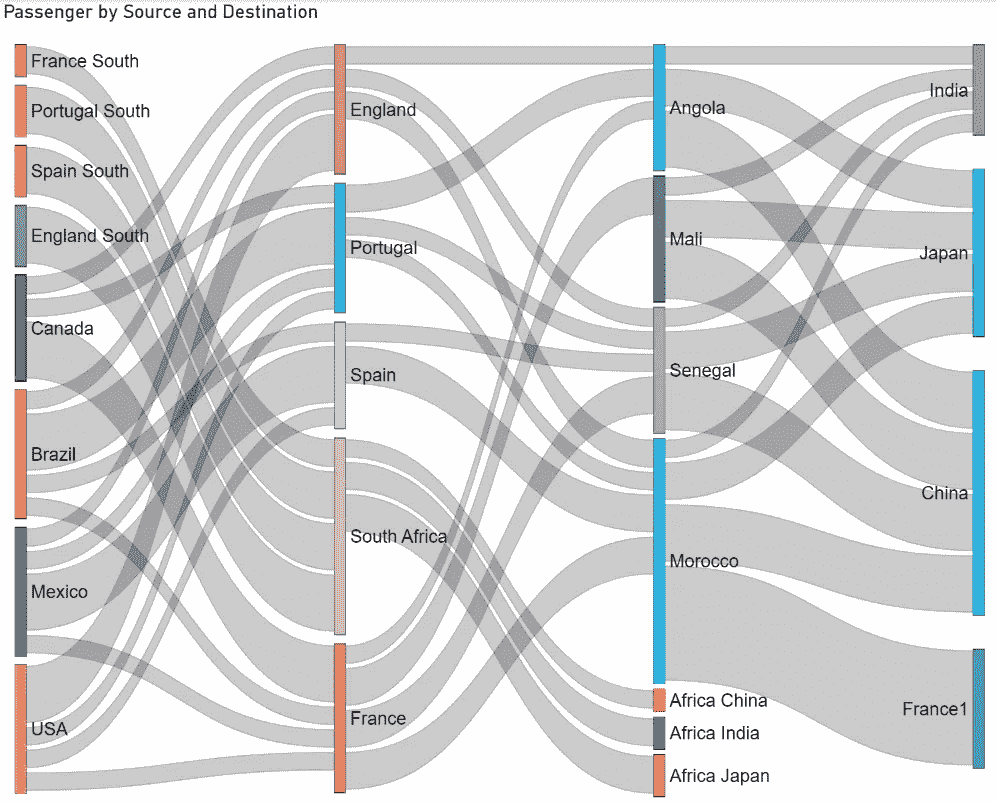 Passenger by Source and Destination
France South
Portugal South
Spain South
England South
Canada
Brazil
Mexico
USA
England
Portugal
Spain
South Africa
France
Angola
Mali
Senegal
Morocco
Africa China
Africa India
Africa Japan
India
Japan
China
France1